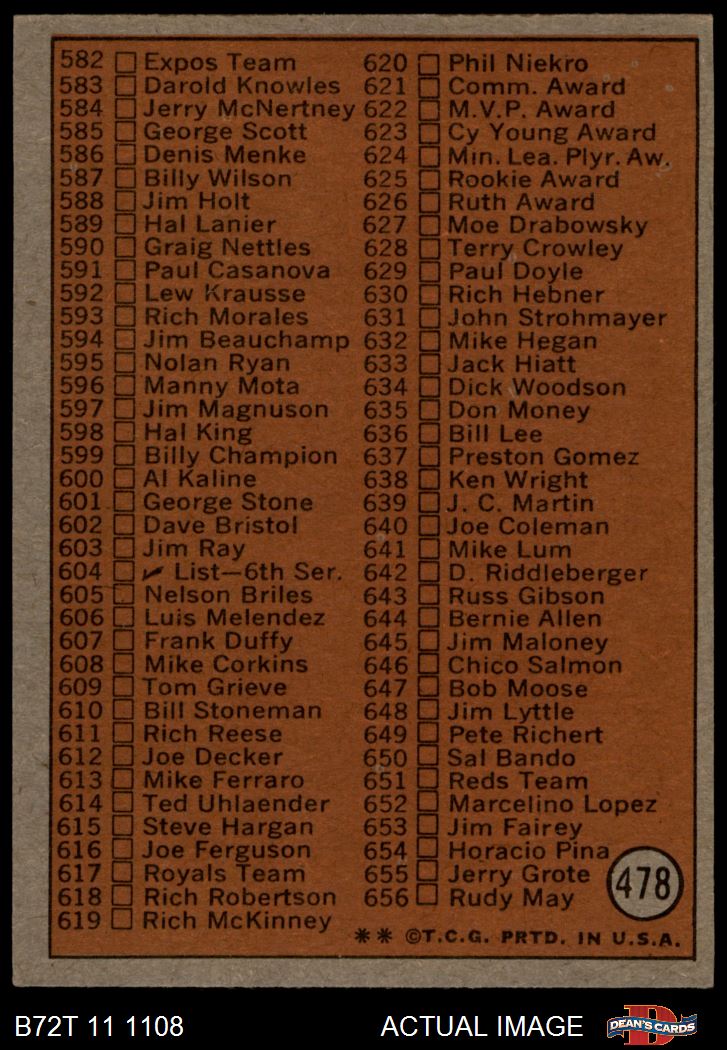 582 Expos Team
583 Darold Knowles
584 Jerry McNertney
585 George Scott
586 Denis Menke
587 Billy Wilson
588 Jim Holt
589 Hal Lanier
590 Graig Nettles
591 Paul Casanova
592 Lew Krausse
593 Rich Morales
594 Jim Beauchamp
595 Nolan Ryan
596 Manny Mota
597 Jim Magnuson
598 Hal King
599 Billy Champion
600 Al Kaline
601 George Stone
602 Dave Bristol
603 Jim Ray
604 ✓ List—6th Ser.
605 Nelson Briles
606 Luis Melendez
607 Frank Duffy
608 Mike Corkins
609 Tom Grieve
610 Bill Stoneman
611 Rich Reese
612 Joe Decker
613 Mike Ferraro
614 Ted Uhlaender
615 Steve Hargan
616 Joe Ferguson
617 Royals Team
618 Rich Robertson
619 Rich McKinney
620 Phil Niekro
621 Comm. Award
622 M.V.P. Award
623 Cy Young Award
624 Min. Lea. Plyr. Aw.
625 Rookie Award
626 Ruth Award
627 Moe Drabowsky
628 Terry Crowley
629 Paul Doyle
630 Rich Hebner
631 John Strohmayer
632 Mike Hegan
633 Jack Hiatt
634 Dick Woodson
635 Don Money
636 Bill Lee
637 Preston Gomez
638 Ken Wright
639 J. C. Martin
640 Joe Coleman
641 Mike Lum
642 D. Riddleberger
643 Russ Gibson
644 Bernie Allen
645 Jim Maloney
646 Chico Salmon
647 Bob Moose
648 Jim Lyttle
649 Pete Richert
650 Sal Bando
651 Reds Team
652 Marcelino Lopez
653 Jim Fairey
654 Horacio Pina
655 Jerry Grote
656 Rudy May
478
** ©T.C.G. PRTD. IN U.S.A.
B72T 11 1108
ACTUAL IMAGE
D
DEAN'S CARDS